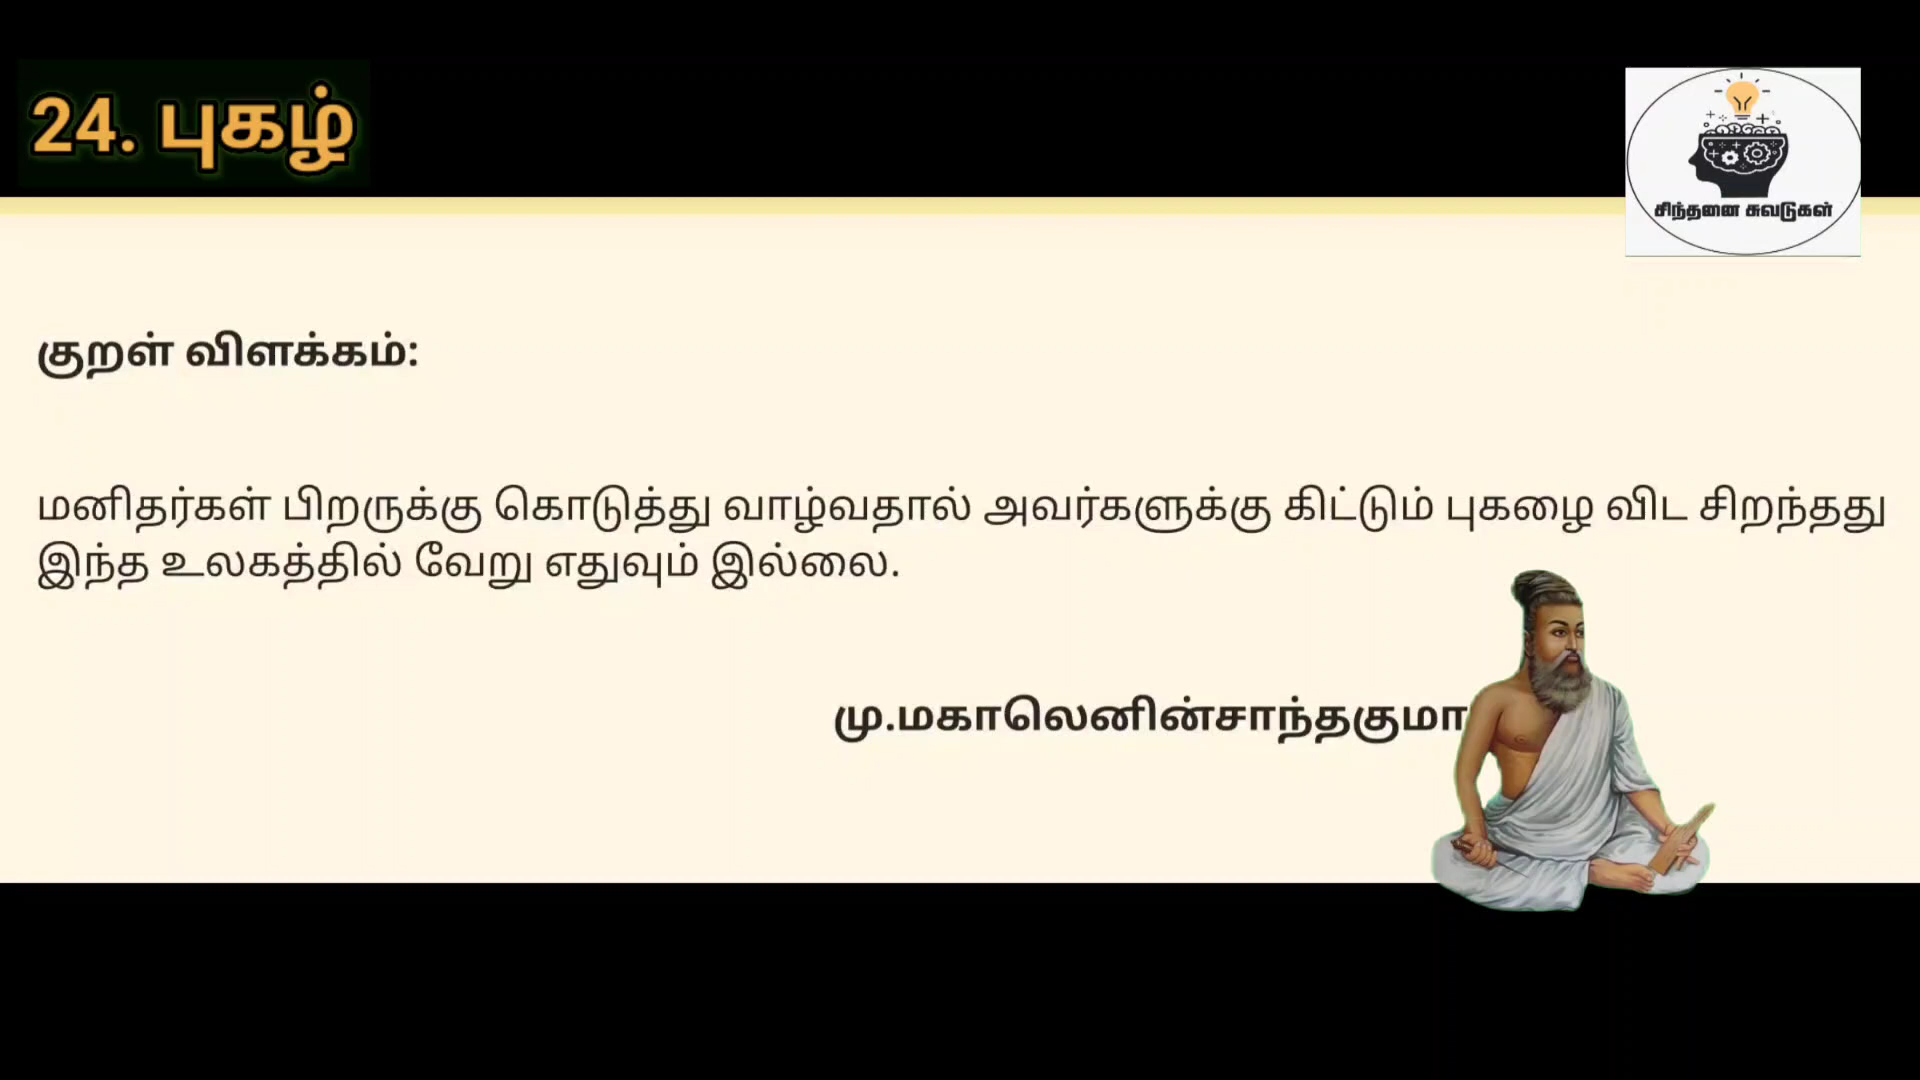 24. புகழ்
சிந்தனை சுவடுகள்
குறள் விளக்கம்:
மனிதர்கள் பிறருக்கு கொடுத்து வாழ்வதால் அவர்களுக்கு கிட்டும் புகழை விட சிறந்தது
இந்த உலகத்தில் வேறு எதுவும் இல்லை.
மு.மகாலெனின்சாந்தகுமா